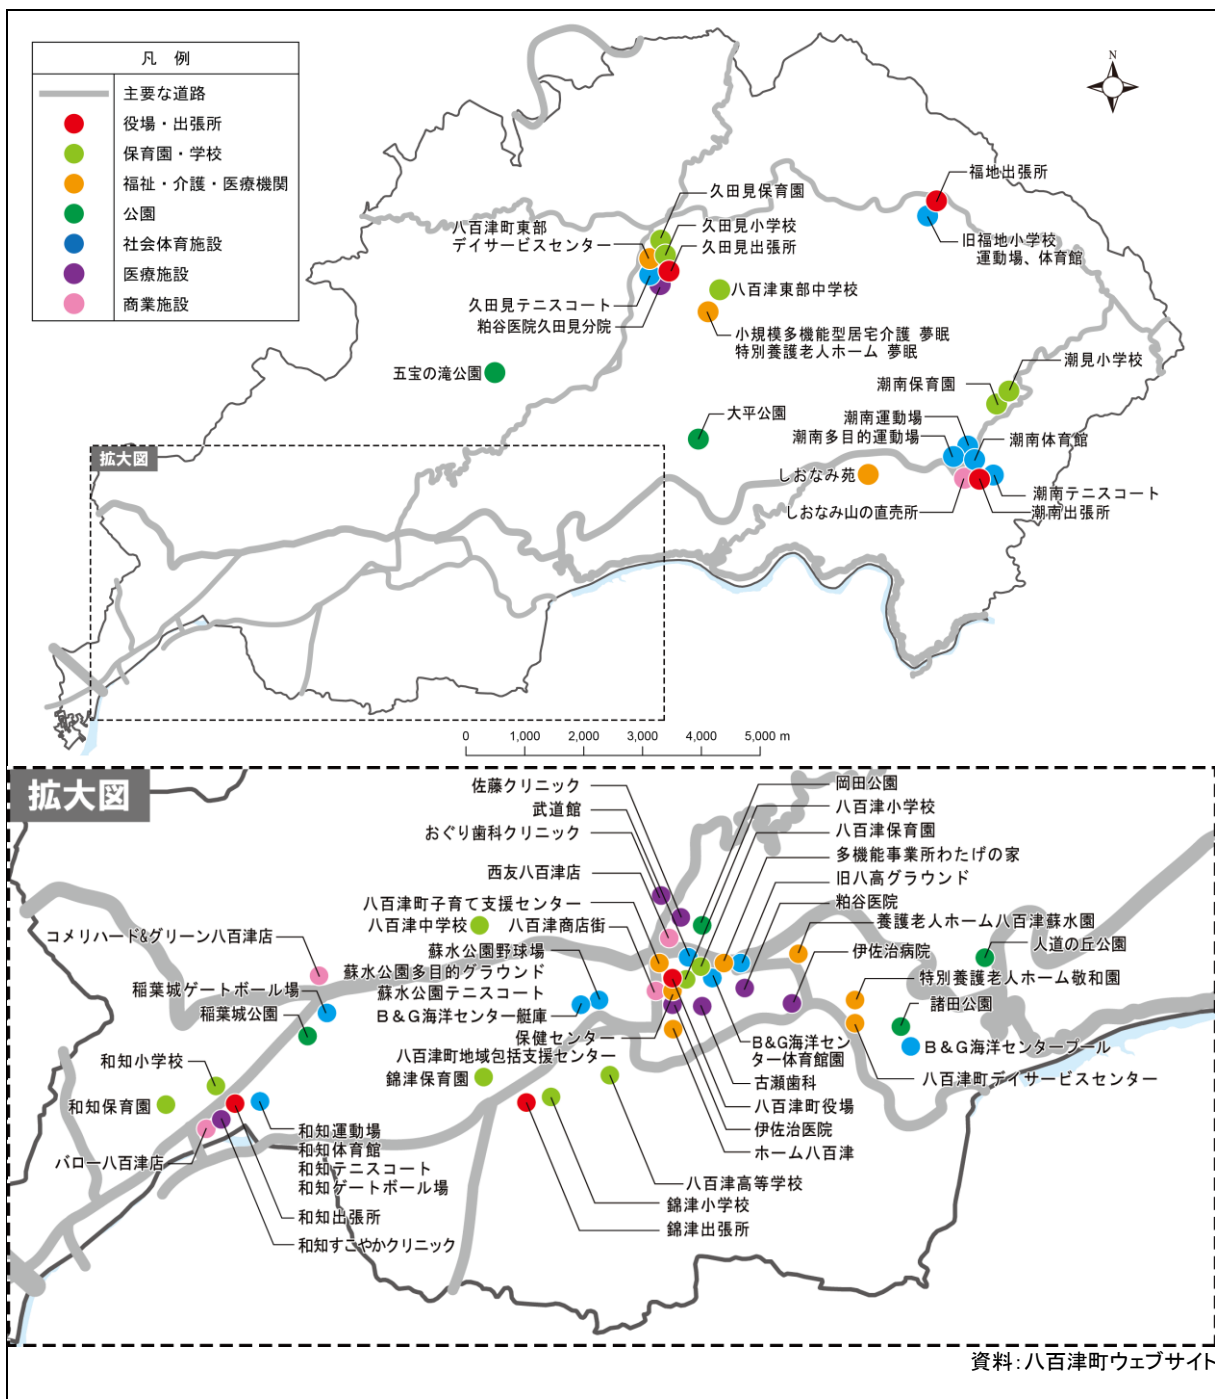 凡 例
主要な道路
役場・出張所
保育園・学校
福祉・介護・医療機関
公園
社会体育施設
医療施設
商業施設
N
福地出張所
旧福地小学校
運動場、体育館
久田見保育園
八百津町東部
デイサービスセンター
久田見小学校
久田見出張所
久田見テニスコート
粕谷医院久田見分院
八百津東部中学校
小規模多機能型居宅介護 夢眠
特別養護老人ホーム 夢眠
五宝の滝公園
大平公園
潮見小学校
潮南保育園
潮南運動場
潮南多目的運動場
潮南体育館
しおなみ苑
潮南テニスコート
しおなみ山の直売所
潮南出張所
拡大図
0 1,000 2,000 3,000 4,000 5,000 m
拡大図
佐藤クリニック
武道館
おぐり歯科クリニック
西友八百津店
八百津町子育て支援センター
八百津中学校
八百津商店街
コメリハード&グリーン八百津店
蘇水公園野球場
蘇水公園多目的グラウンド
蘇水公園テニスコート
稲葉城ゲートボール場
稲葉城公園
B&G海洋センター艇庫
保健センター
八百津町地域包括支援センター
錦津保育園
和知小学校
和知保育園
バロー八百津店
和知運動場
和知体育館
和知テニスコート
和知ゲートボール場
和知出張所
和知すこやかクリニック
岡田公園
八百津小学校
八百津保育園
多機能事業所わたげの家
旧八高グラウンド
粕谷医院
養護老人ホーム八百津蘇水園
伊佐治病院
人道の丘公園
特別養護老人ホーム敬和園
諸田公園
B&G海洋センタープール
八百津町デイサービスセンター
B&G海洋セン
ター体育館園
古瀬歯科
八百津町役場
伊佐治医院
ホーム八百津
八百津高等学校
錦津小学校
錦津出張所
資料:八百津町ウェブサイト